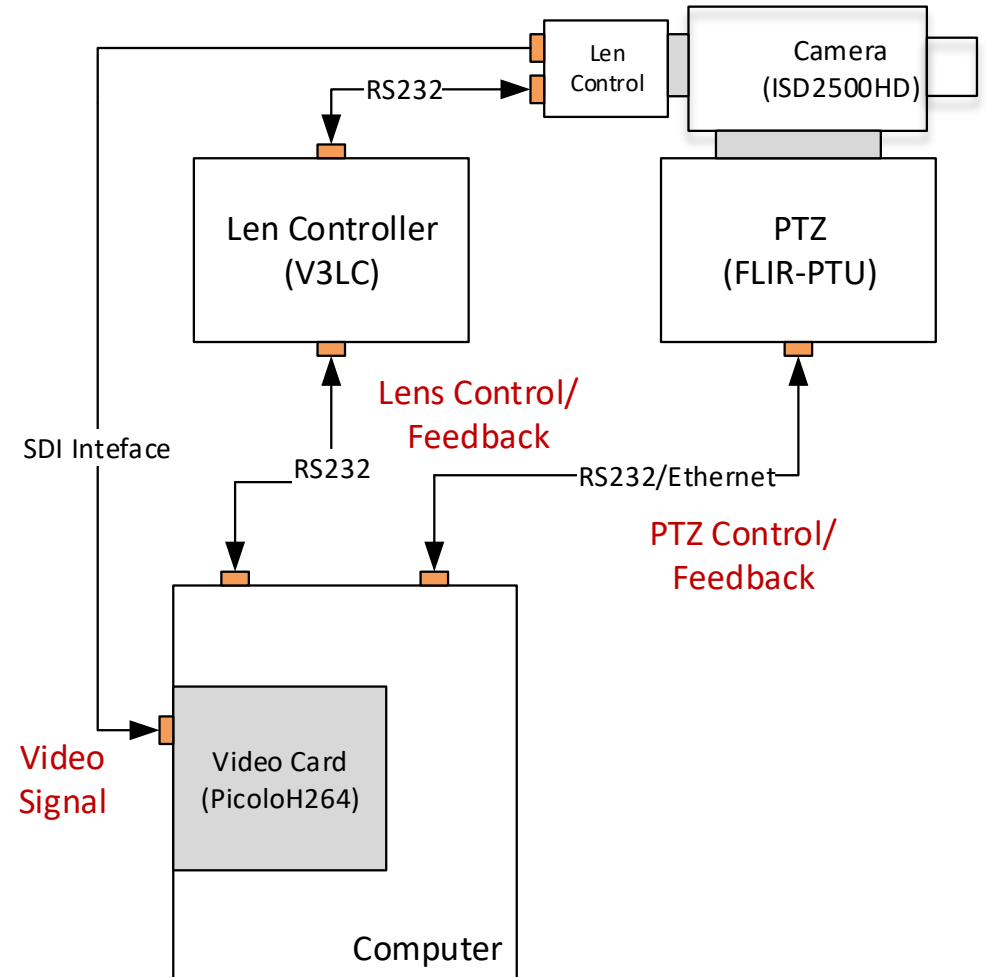 Len
Control
Camera
(ISD2500HD)
RS232
Len Controller
(V3LC)
PTZ
(FLIR-PTU)
Lens Control/
Feedback
SDI Inteface
RS232
RS232/Ethernet
PTZ Control/
Feedback
Video
Signal
Video Card
(PicoloH264)
Computer